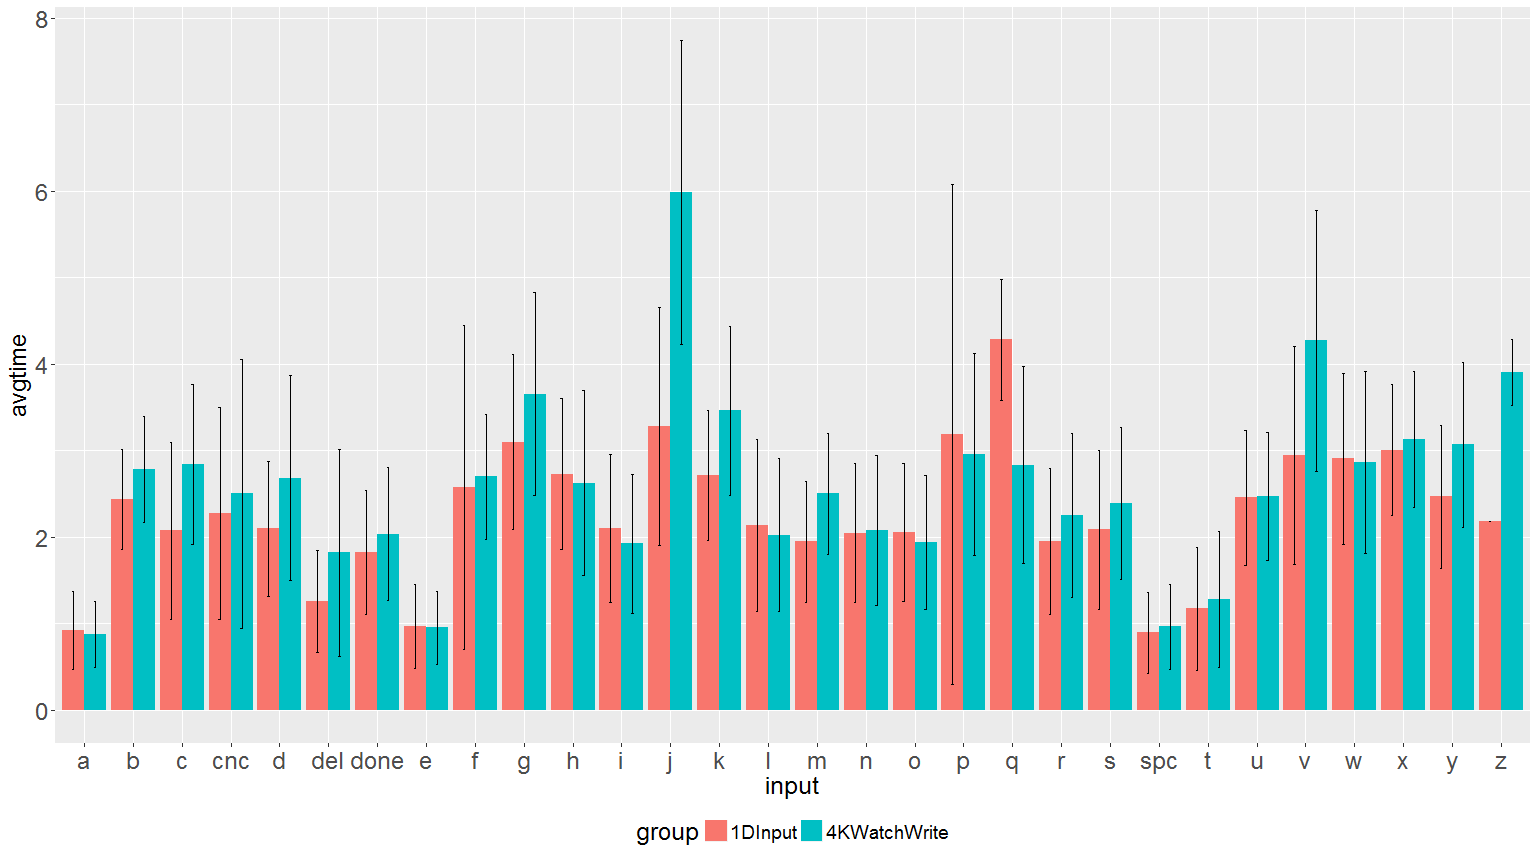 8
6
4
2
0
avgtime
a b c cnc d del done e f g h i j k l m n o p q r s spc t u v w x y z
input
group 1DInput 4KWatchWrite